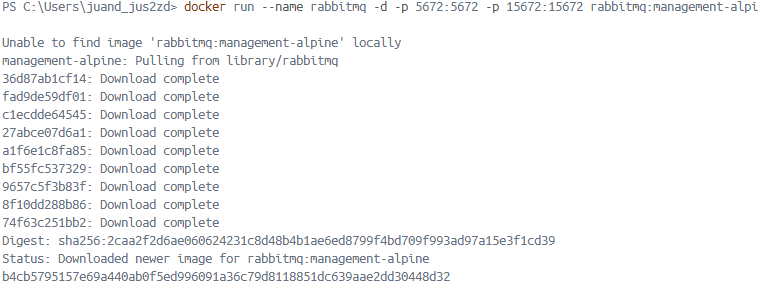 PS C:\Users\juand_jus2zd> docker run --name rabbitmq -d -p 5672:5672 -p 15672:15672 rabbitmq:management-alpi
Unable to find image 'rabbitmq:management-alpine' locally
management-alpine: Pulling from library/rabbitmq
36d87ab1cf14: Download complete
fad9de59df01: Download complete
c1ecdde64545: Download complete
27abce07d6a1: Download complete
a1f6e1c8fa85: Download complete
bf55fc537329: Download complete
9657c5f3b83f: Download complete
8f10dd288b86: Download complete
74f63c251bb2: Download complete
Digest: sha256:2caa2f2d6ae060624231c8d48b4b1ae6ed8799f4bd709f993ad97a15e3f1cd39
Status: Downloaded newer image for rabbitmq:management-alpine
b4cb5795157e69a440ab0f5ed996091a36c79d8118851dc639aae2dd30448d32